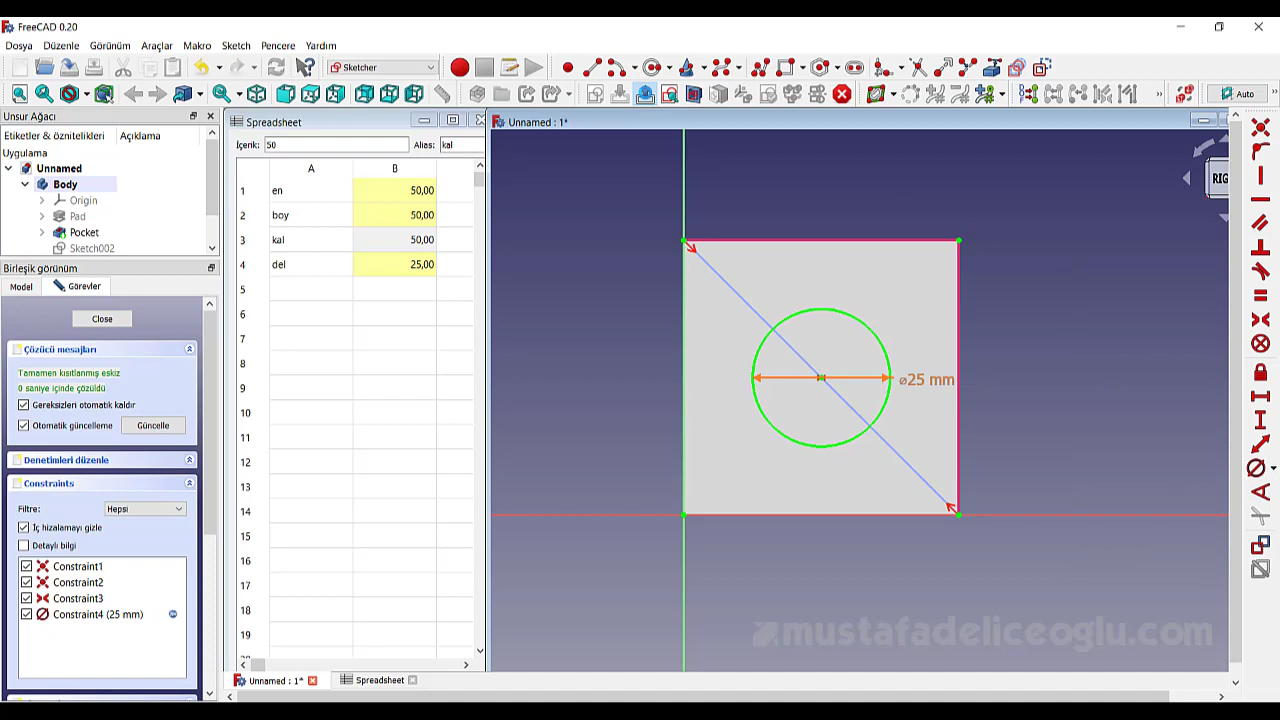 FreeCAD 0.20
Dosya Düzenle Görünüm Araçlar Makro Sketch Pencere Yardım
Sketcher
Auto
Unsur Ağacı
Etiketler & öznitelikleri Açıklama
Uygulama
Unnamed
Body
Origin
Pad
Pocket
Sketch002
Birleşik görünüm
Model Görevler
Close
Çözücü mesajları
Tamamen kısıtlanmış eskiz
0 saniye içinde çözüldü
Gereksizleri otomatik kaldır
Otomatik güncelleme Güncelle
Denetimleri düzenle
Constraints
Filtre: Hepsi
İç hizalamayı gizle
Detaylı bilgi
Constraint1
Constraint2
Constraint3
Constraint4 (25 mm)
Spreadsheet
İçerik: 50 Alias: kal
A B
1 en 50,00
2 boy 50,00
3 kal 50,00
4 del 25,00
5
6
7
8
9
10
11
12
13
14
15
16
17
18
19
Unnamed : 1*
RIG
⌀25 mm
mustafadeliceoglu.com
Unnamed : 1* Spreadsheet